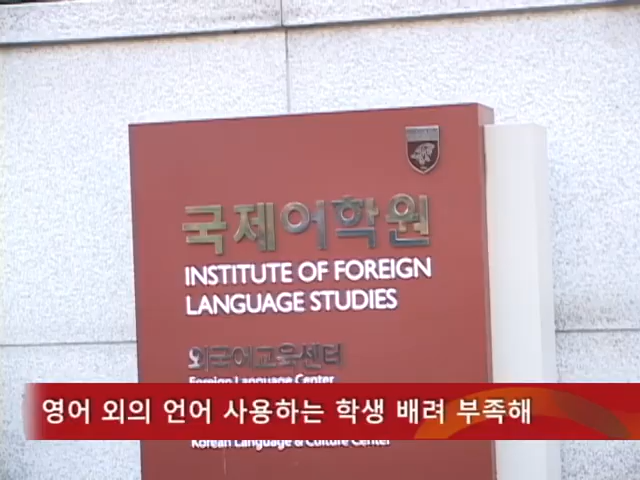 국제어학원
INSTITUTE OF FOREIGN
LANGUAGE STUDIES
외국어교육센터
Foreign Language Center
영어 외의 언어 사용하는 학생 배려 부족해
Korean Language & Culture Center